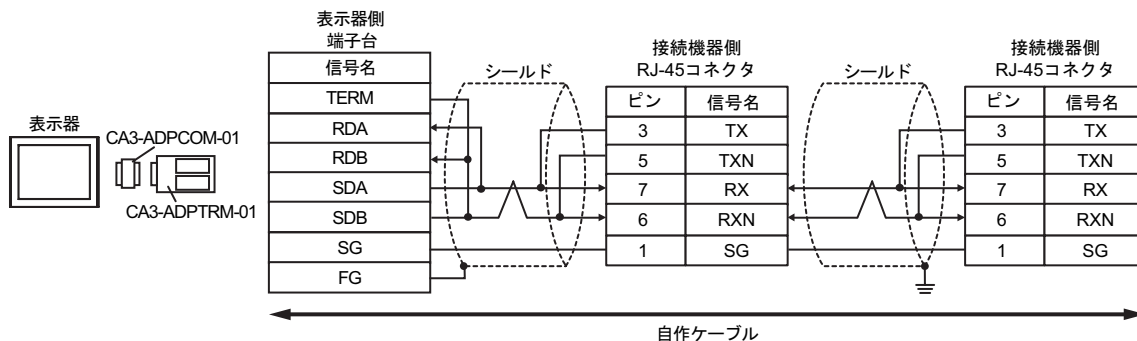 表示器
CA3-ADPCOM-01
CA3-ADPTRM-01
表示器側
端子台
信号名
TERM
RDA
RDB
SDA
SDB
SG
FG
シールド
接続機器側
RJ-45コネクタ
ピン 信号名
3 TX
5 TXN
7 RX
6 RXN
1 SG
シールド
接続機器側
RJ-45コネクタ
ピン 信号名
3 TX
5 TXN
7 RX
6 RXN
1 SG
自作ケーブル